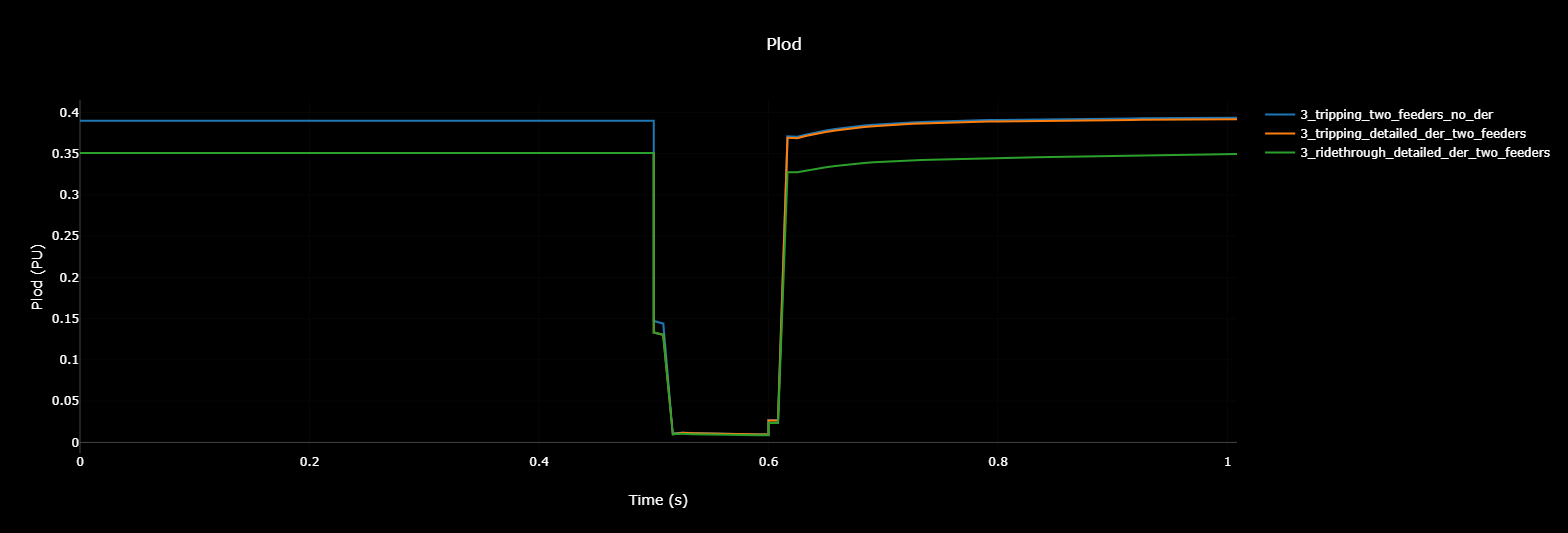 Plod
3_tripping_two_feeders_no_der
3_tripping_detailed_der_two_feeders
3_ridethrough_detailed_der_two_feeders
Plod (PU)
0.4
0.35
0.3
0.25
0.2
0.15
0.1
0.05
0
0 0.2 0.4 0.6 0.8 1
Time (s)